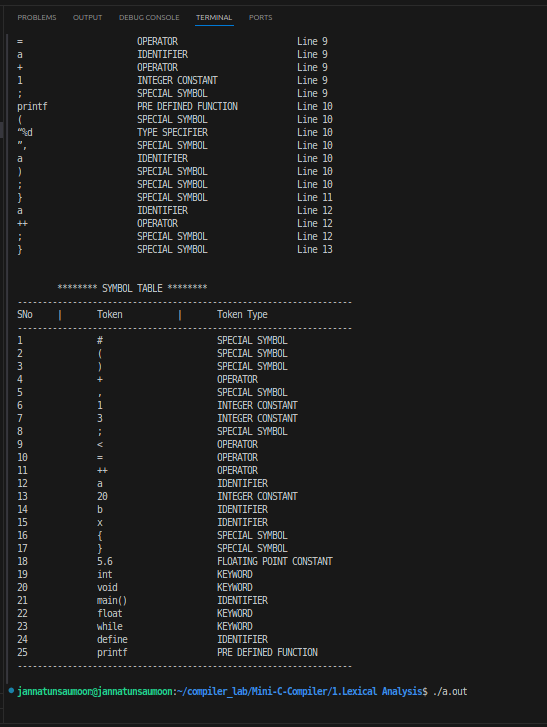 PROBLEMS OUTPUT DEBUG CONSOLE TERMINAL PORTS
= OPERATOR Line 9
a IDENTIFIER Line 9
+ OPERATOR Line 9
1 INTEGER CONSTANT Line 9
; SPECIAL SYMBOL Line 9
printf PRE DEFINED FUNCTION Line 10
( SPECIAL SYMBOL Line 10
“%d TYPE SPECIFIER Line 10
”, SPECIAL SYMBOL Line 10
a IDENTIFIER Line 10
) SPECIAL SYMBOL Line 10
; SPECIAL SYMBOL Line 10
} SPECIAL SYMBOL Line 11
a IDENTIFIER Line 12
++ OPERATOR Line 12
; SPECIAL SYMBOL Line 12
} SPECIAL SYMBOL Line 13
******** SYMBOL TABLE ********
-------------------------------------------------------------------
SNo | Token | Token Type
-------------------------------------------------------------------
1 # SPECIAL SYMBOL
2 ( SPECIAL SYMBOL
3 ) SPECIAL SYMBOL
4 + OPERATOR
5 , SPECIAL SYMBOL
6 1 INTEGER CONSTANT
7 3 INTEGER CONSTANT
8 ; SPECIAL SYMBOL
9 < OPERATOR
10 = OPERATOR
11 ++ OPERATOR
12 a IDENTIFIER
13 20 INTEGER CONSTANT
14 b IDENTIFIER
15 x IDENTIFIER
16 { SPECIAL SYMBOL
17 } SPECIAL SYMBOL
18 5.6 FLOATING POINT CONSTANT
19 int KEYWORD
20 void KEYWORD
21 main() IDENTIFIER
22 float KEYWORD
23 while KEYWORD
24 define IDENTIFIER
25 printf PRE DEFINED FUNCTION
-------------------------------------------------------------------
jannatunsaumoon@jannatunsaumoon:~/compiler_lab/Mini-C-Compiler/1.Lexical Analysis$ ./a.out